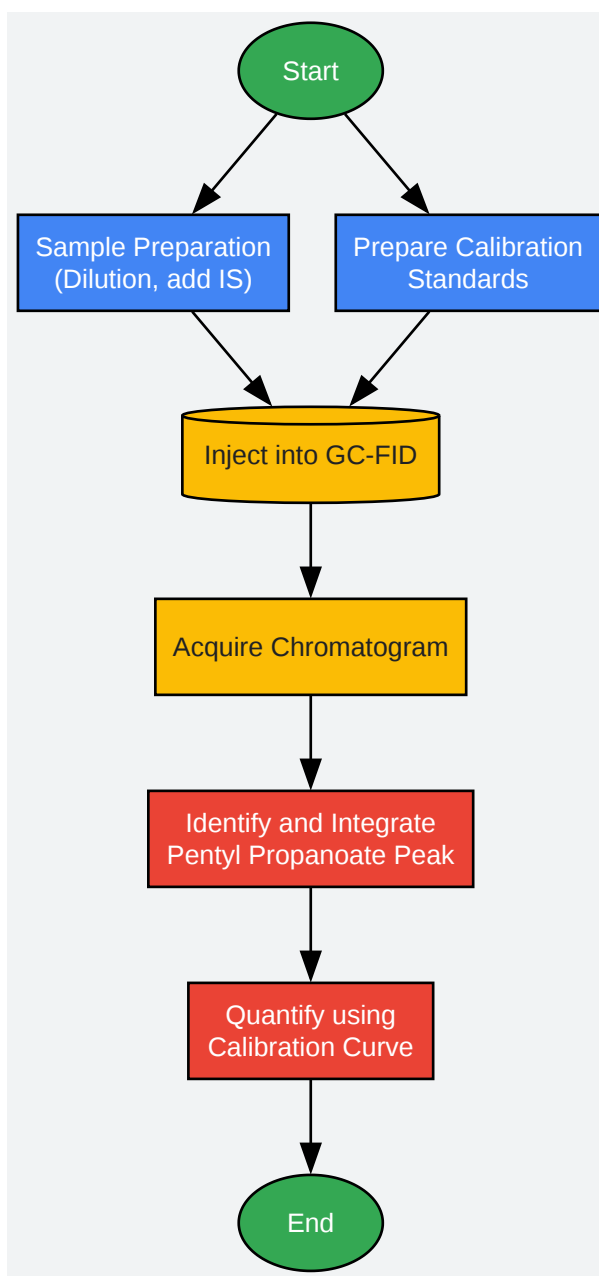 Start
Sample Preparation
(Dilution, add IS)
Prepare Calibration
Standards
Inject into GC-FID
Acquire Chromatogram
Identify and Integrate
Pentyl Propanoate Peak
Quantify using
Calibration Curve
End